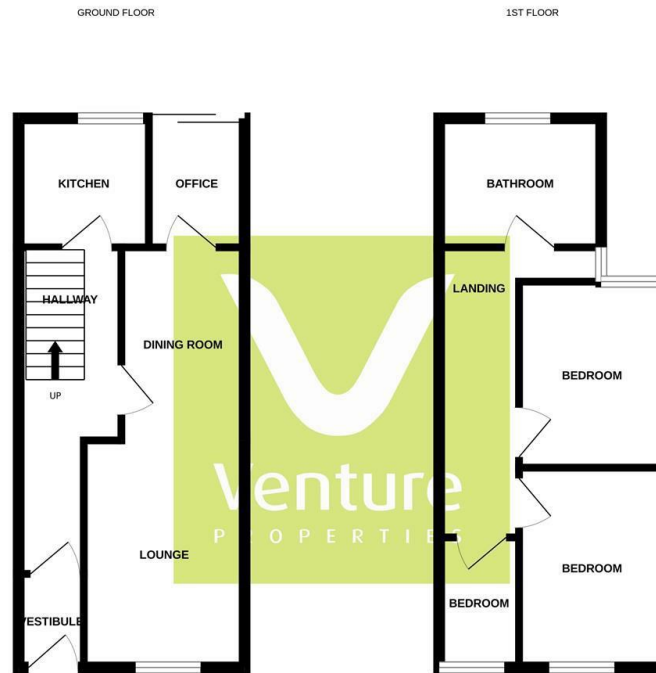 GROUND FLOOR
1ST FLOOR
KITCHEN
OFFICE
HALLWAY
DINING ROOM
UP
LOUNGE
VESTIBULE
BATHROOM
LANDING
BEDROOM
BEDROOM
BEDROOM
Venture
PROPERTIES